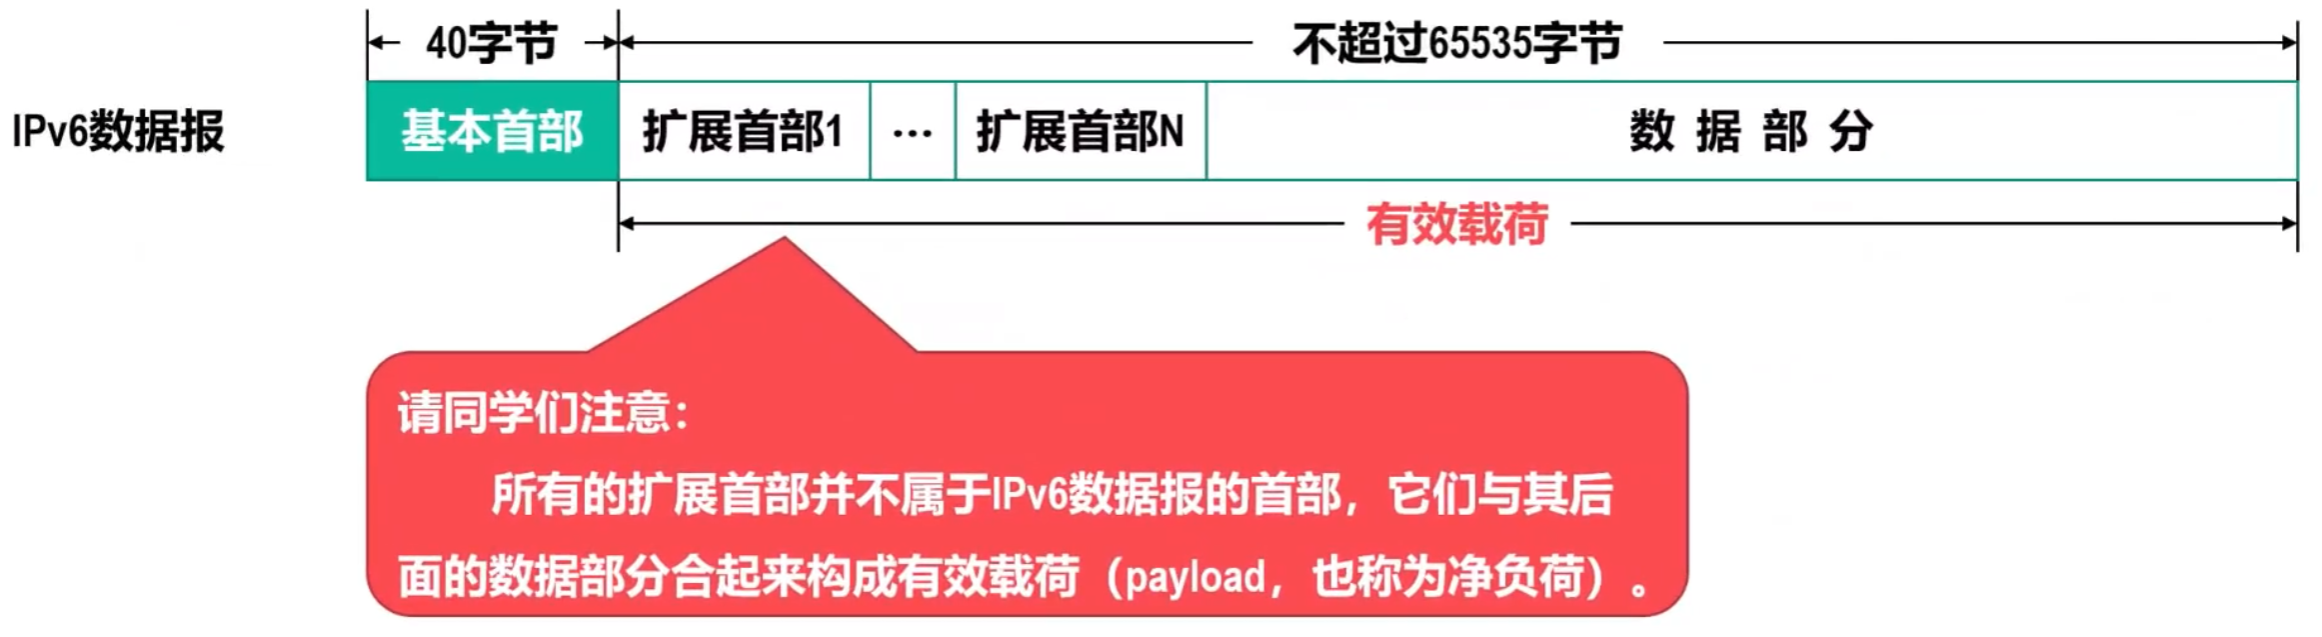 40字节 不超过65535字节
IPv6数据报 基本首部 扩展首部1 … 扩展首部N 数据部分
有效载荷
请同学们注意：
所有的扩展首部并不属于IPv6数据报的首部，它们与其后
面的数据部分合起来构成有效载荷（payload，也称为净负荷）。